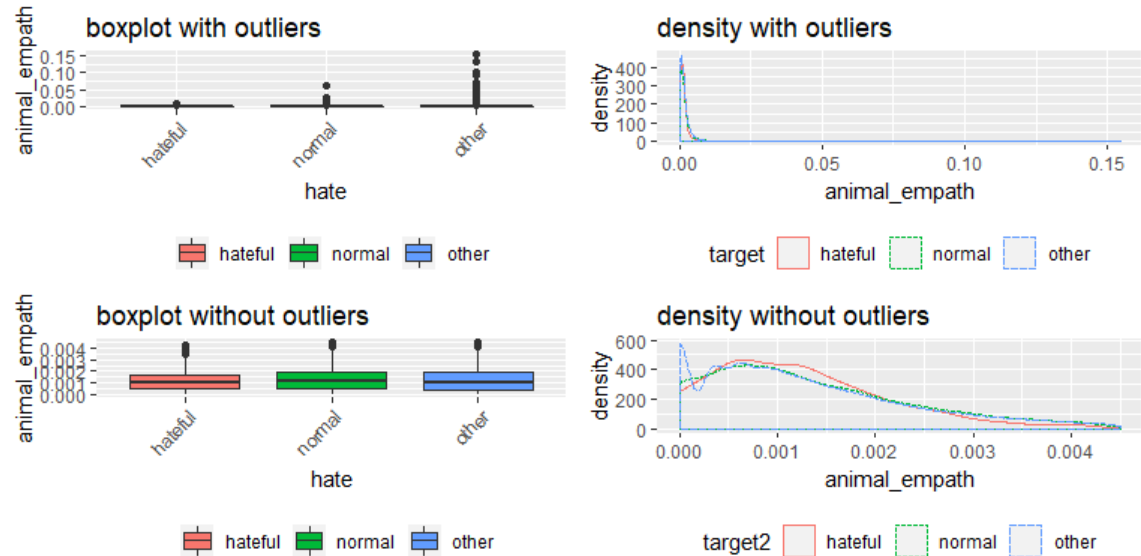 boxplot with outliers
animal_empath
0.15
0.10
0.05
0.00
hateful
normal
other
hate
hateful normal other
density with outliers
density
400
300
200
100
0
0.00 0.05 0.10 0.15
animal_empath
target hateful normal other
boxplot without outliers
animal_empath
0.004
0.003
0.002
0.001
0.000
hateful
normal
other
hate
hateful normal other
density without outliers
density
600
400
200
0
0.000 0.001 0.002 0.003 0.004
animal_empath
target2 hateful normal other